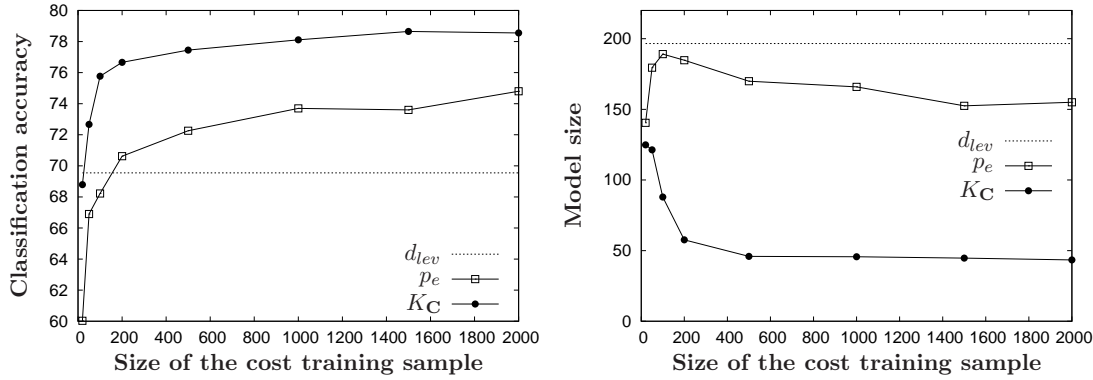 Classification accuracy
80
78
76
74
72
70
68
66
64
62
60
0 200 400 600 800 1000 1200 1400 1600 1800 2000
Size of the cost training sample
d_lev
p_e
K_C
Model size
200
150
100
50
0
0 200 400 600 800 1000 1200 1400 1600 1800 2000
Size of the cost training sample
d_lev
p_e
K_C